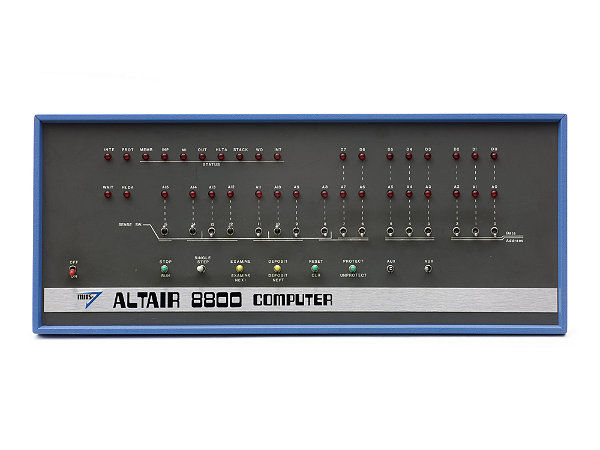 INTE PROT MEMR INP MI OUT HLTA STACK WO INT D7 D6 D5 D4 D3 D2 D1 D0
STATUS
WAIT HLDA A15 A14 A13 A12 A11 A10 A9 A8 A7 A6 A5 A4 A3 A2 A1 A0
SENSE SW
Data
Address
OFF STOP SINGLE STEP EXAMINE DEPOSIT RESET PROTECT AUX AUX
ON RUN EXAMINE NEXT DEPOSIT NEXT CLR UNPROTECT
mits ALTAIR 8800 COMPUTER